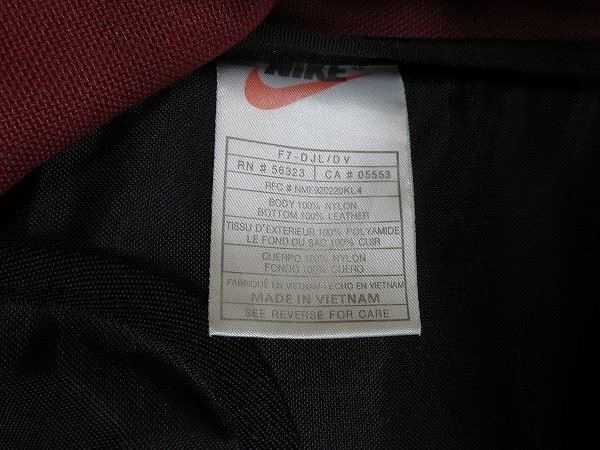 NIKE
F7-DJL/DV
RN # 56323 CA # 05553
RFC # NMF920220KL4
BODY 100% NYLON
BOTTOM 100% LEATHER
TISSU D'EXTERIEUR 100% POLYAMIDE
LE FOND DU SAC 100% CUIR
CUERPO 100% NYLON
FONDO 100% CUERO
FABRIQUÉ EN VIETNAM-HECHO EN VIETNAM
MADE IN VIETNAM
SEE REVERSE FOR CARE